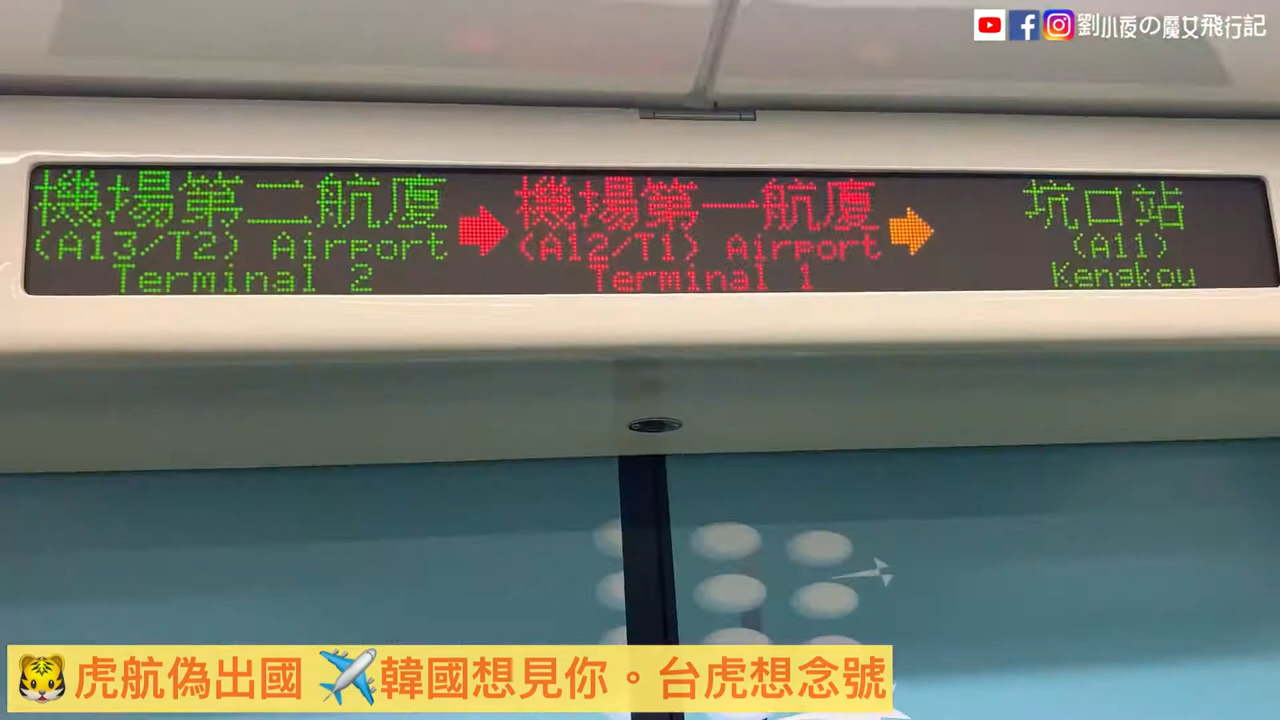 劉小夜の魔女飛行記
機場第二航廈
(A13/T2) Airport
Terminal 2
機場第一航廈
(A12/T1) Airport
Terminal 1
坑口站
(A11)
Kengkou
虎航偽出國 韓國想見你。台虎想念號